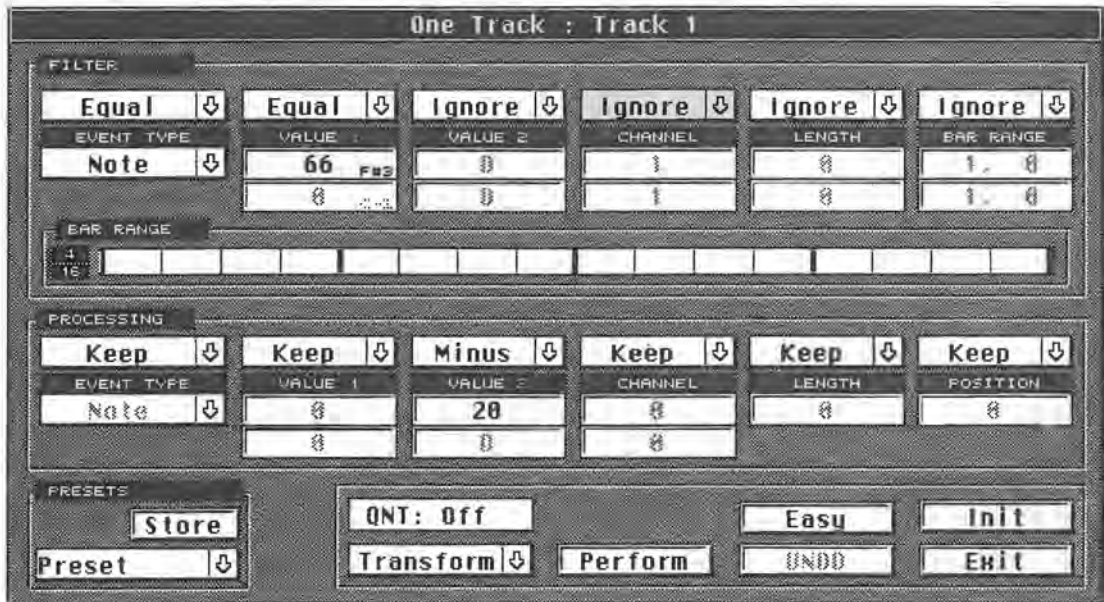 One Track : Track 1
FILTER
Equal Equal Ignore Ignore Ignore Ignore
EVENT TYPE VALUE 1 VALUE 2 CHANNEL LENGTH BAR RANGE
Note 66 F#3 0 1 0 1. 0
0 0 1 0 1. 0
BAR RANGE
4
16
PROCESSING
Keep Keep Minus Keep Keep Keep
EVENT TYPE VALUE 1 VALUE 2 CHANNEL LENGTH POSITION
Note 0 20 0 0 0
0 0 0
PRESETS
Store QNT: Off Easy Init
Preset Transform Perform UNDO Exit